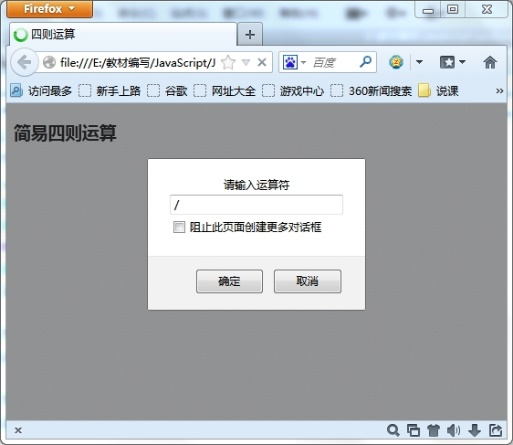 Firefox
四则运算
file:///E:/教材编写/JavaScript/J
百度
访问最多 新手上路 谷歌 网址大全 游戏中心 360新闻搜索 说课 »
简易四则运算
请输入运算符
/
阻止此页面创建更多对话框
确定 取消